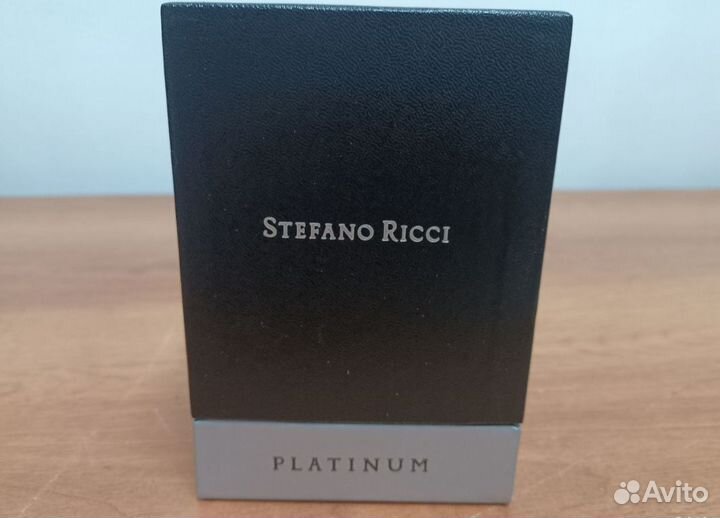 STEFANO RICCI
PLATINUM
Avito